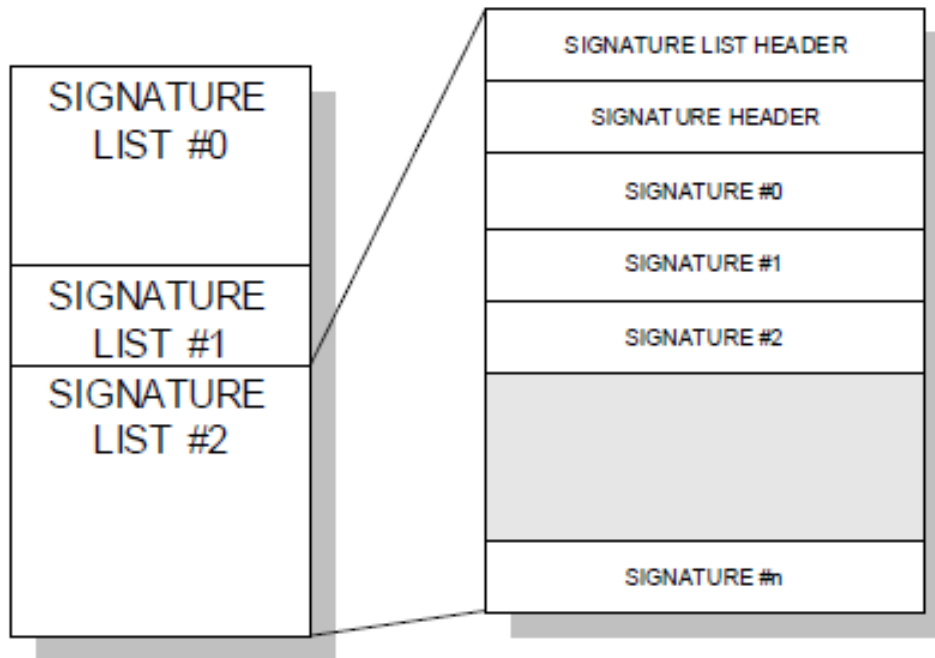 SIGNATURE
LIST #0
SIGNATURE
LIST #1
SIGNATURE
LIST #2
SIGNATURE LIST HEADER
SIGNATURE HEADER
SIGNATURE #0
SIGNATURE #1
SIGNATURE #2
SIGNATURE #n